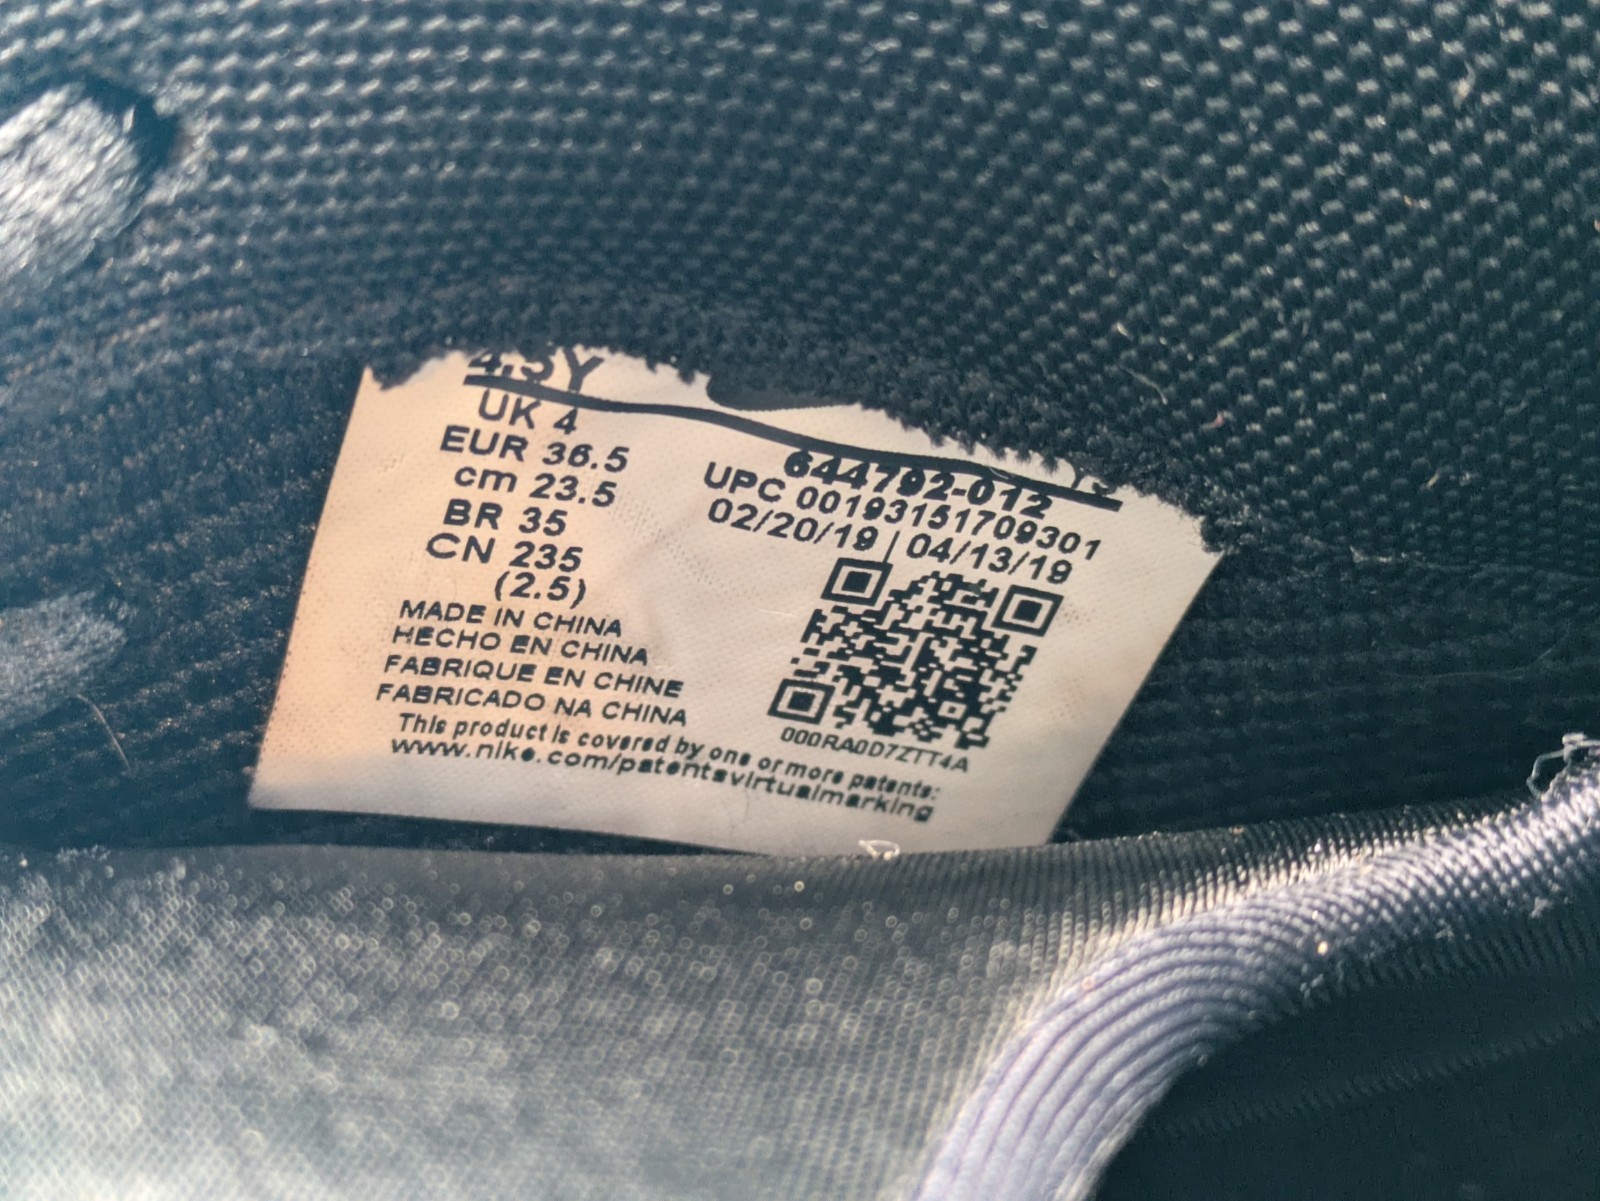 4.5Y
UK 4
EUR 36.5
cm 23.5
BR 35
CN 235
(2.5)
MADE IN CHINA
HECHO EN CHINA
FABRIQUE EN CHINE
FABRICADO NA CHINA
644792-012
UPC 00193151709301
02/20/19 | 04/13/19
000RA0D7ZTT4A
This product is covered by one or more patents:
www.nike.com/patentsvirtualmarking